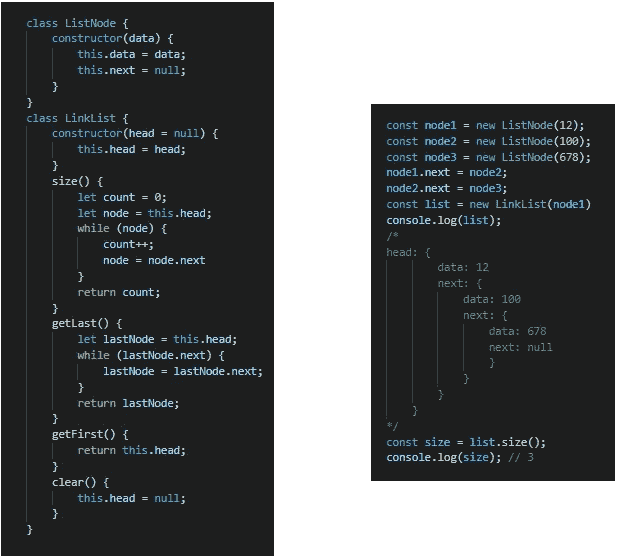 class ListNode {
    constructor(data) {
        this.data = data;
        this.next = null;
    }
}
class LinkList {
    constructor(head = null) {
        this.head = head;
    }
    size() {
        let count = 0;
        let node = this.head;
        while (node) {
            count++;
            node = node.next
        }
        return count;
    }
    getLast() {
        let lastNode = this.head;
        while (lastNode.next) {
            lastNode = lastNode.next;
        }
        return lastNode;
    }
    getFirst() {
        return this.head;
    }
    clear() {
        this.head = null;
    }
}
const node1 = new ListNode(12);
const node2 = new ListNode(100);
const node3 = new ListNode(678);
node1.next = node2;
node2.next = node3;
const list = new LinkList(node1)
console.log(list);
/*
head: {
        data: 12
        next: {
            data: 100
            next: {
                data: 678
                next: null
                }
            }
        }
    }
*/
const size = list.size();
console.log(size); // 3